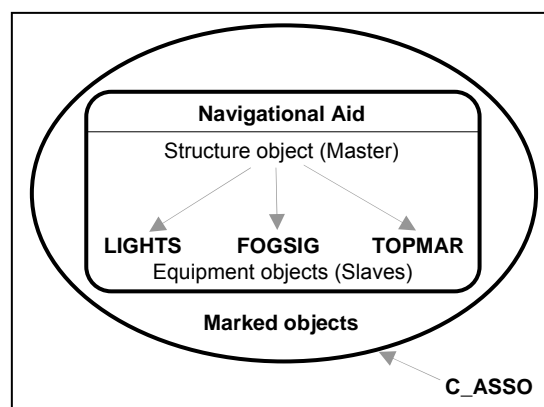 Navigational Aid
Structure object (Master)
LIGHTS FOGSIG TOPMAR
Equipment objects (Slaves)
Marked objects
C_ASSO